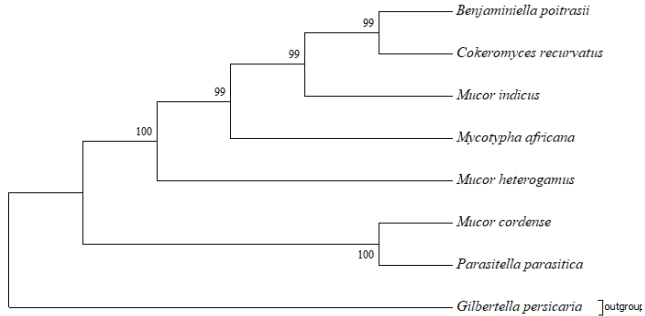 99
Benjaminiella poitrasii
99
Cokeromyces recurvatus
99
Mucor indicus
100
Mycotypha africana
Mucor heterogamus
Mucor cordense
100
Parasitella parasitica
Gilbertella persicaria
outgroup